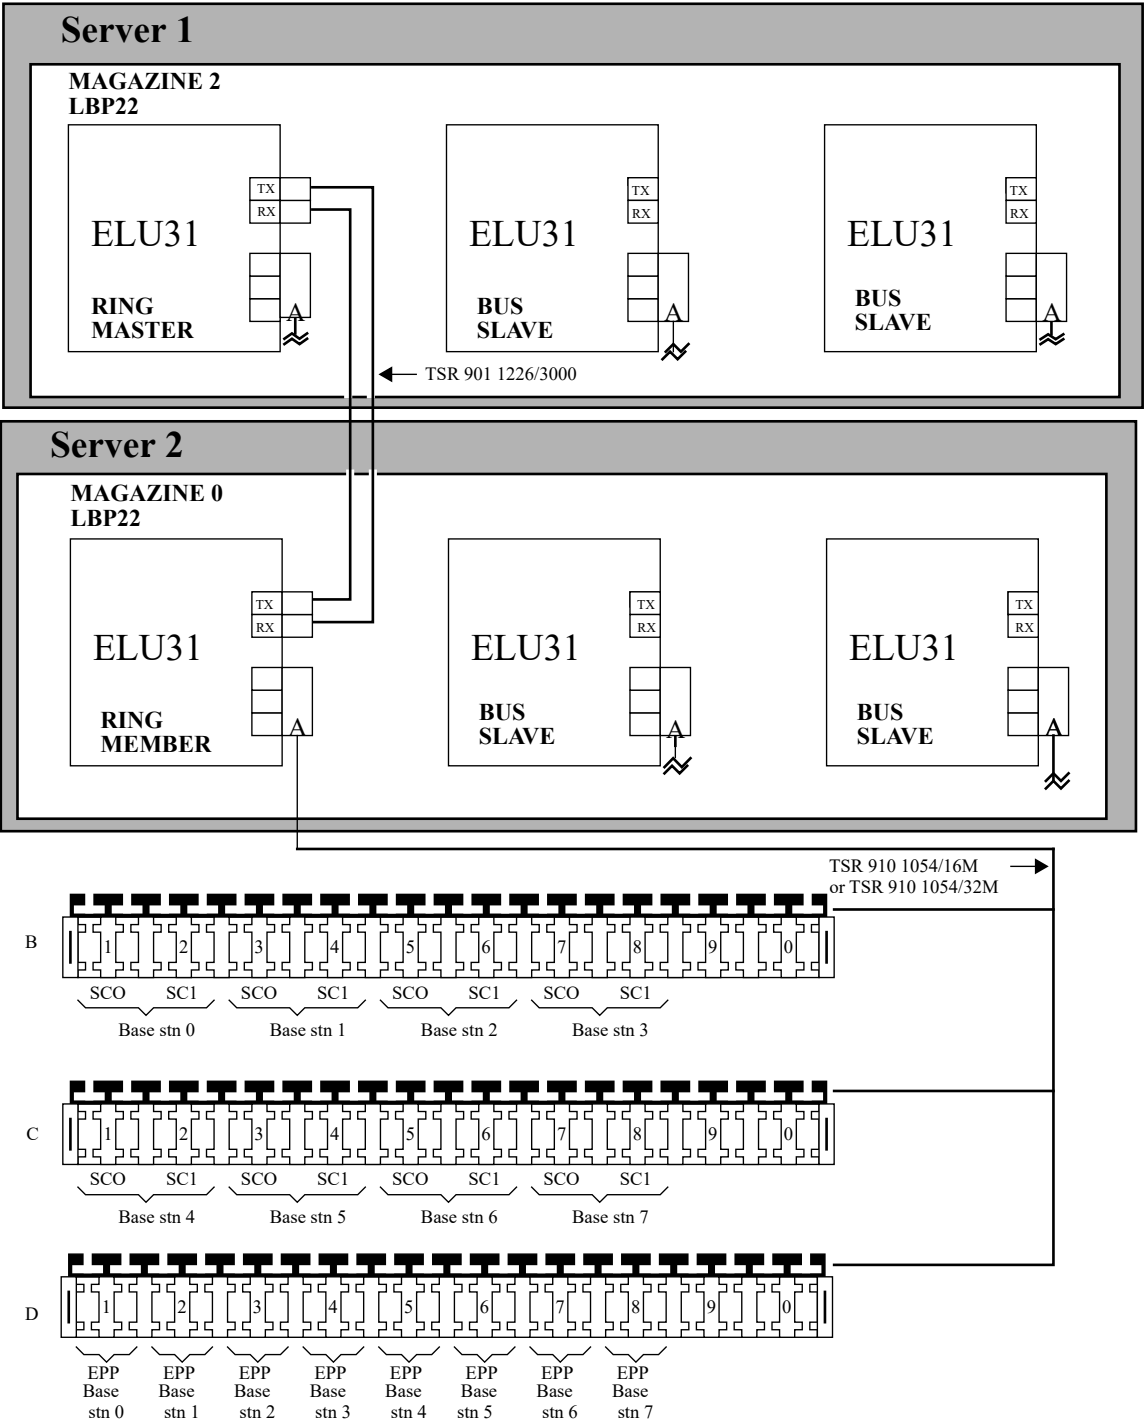 Server 1
MAGAZINE 2
LBP22
TX
RX
ELU31
RING
MASTER
A
TX
RX
ELU31
BUS
SLAVE
A
TX
RX
ELU31
BUS
SLAVE
A
TSR 901 1226/3000
Server 2
MAGAZINE 0
LBP22
TX
RX
ELU31
RING
MEMBER
A
TX
RX
ELU31
BUS
SLAVE
A
TX
RX
ELU31
BUS
SLAVE
A
TSR 910 1054/16M
or TSR 910 1054/32M
B
1 2 3 4 5 6 7 8 9 0
SCO SC1 SCO SC1 SCO SC1 SCO SC1
Base stn 0 Base stn 1 Base stn 2 Base stn 3
C
1 2 3 4 5 6 7 8 9 0
SCO SC1 SCO SC1 SCO SC1 SCO SC1
Base stn 4 Base stn 5 Base stn 6 Base stn 7
D
1 2 3 4 5 6 7 8 9 0
EPP EPP EPP EPP EPP EPP EPP EPP
Base Base Base Base Base Base Base Base
stn 0 stn 1 stn 2 stn 3 stn 4 stn 5 stn 6 stn 7